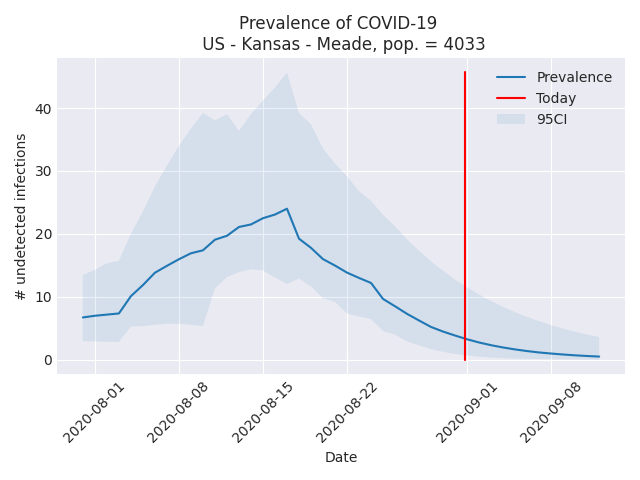 Prevalence of COVID-19
US - Kansas - Meade, pop. = 4033
# undetected infections
40
30
20
10
0
Prevalence
Today
95CI
2020-08-01
2020-08-08
2020-08-15
2020-08-22
2020-09-01
2020-09-08
Date